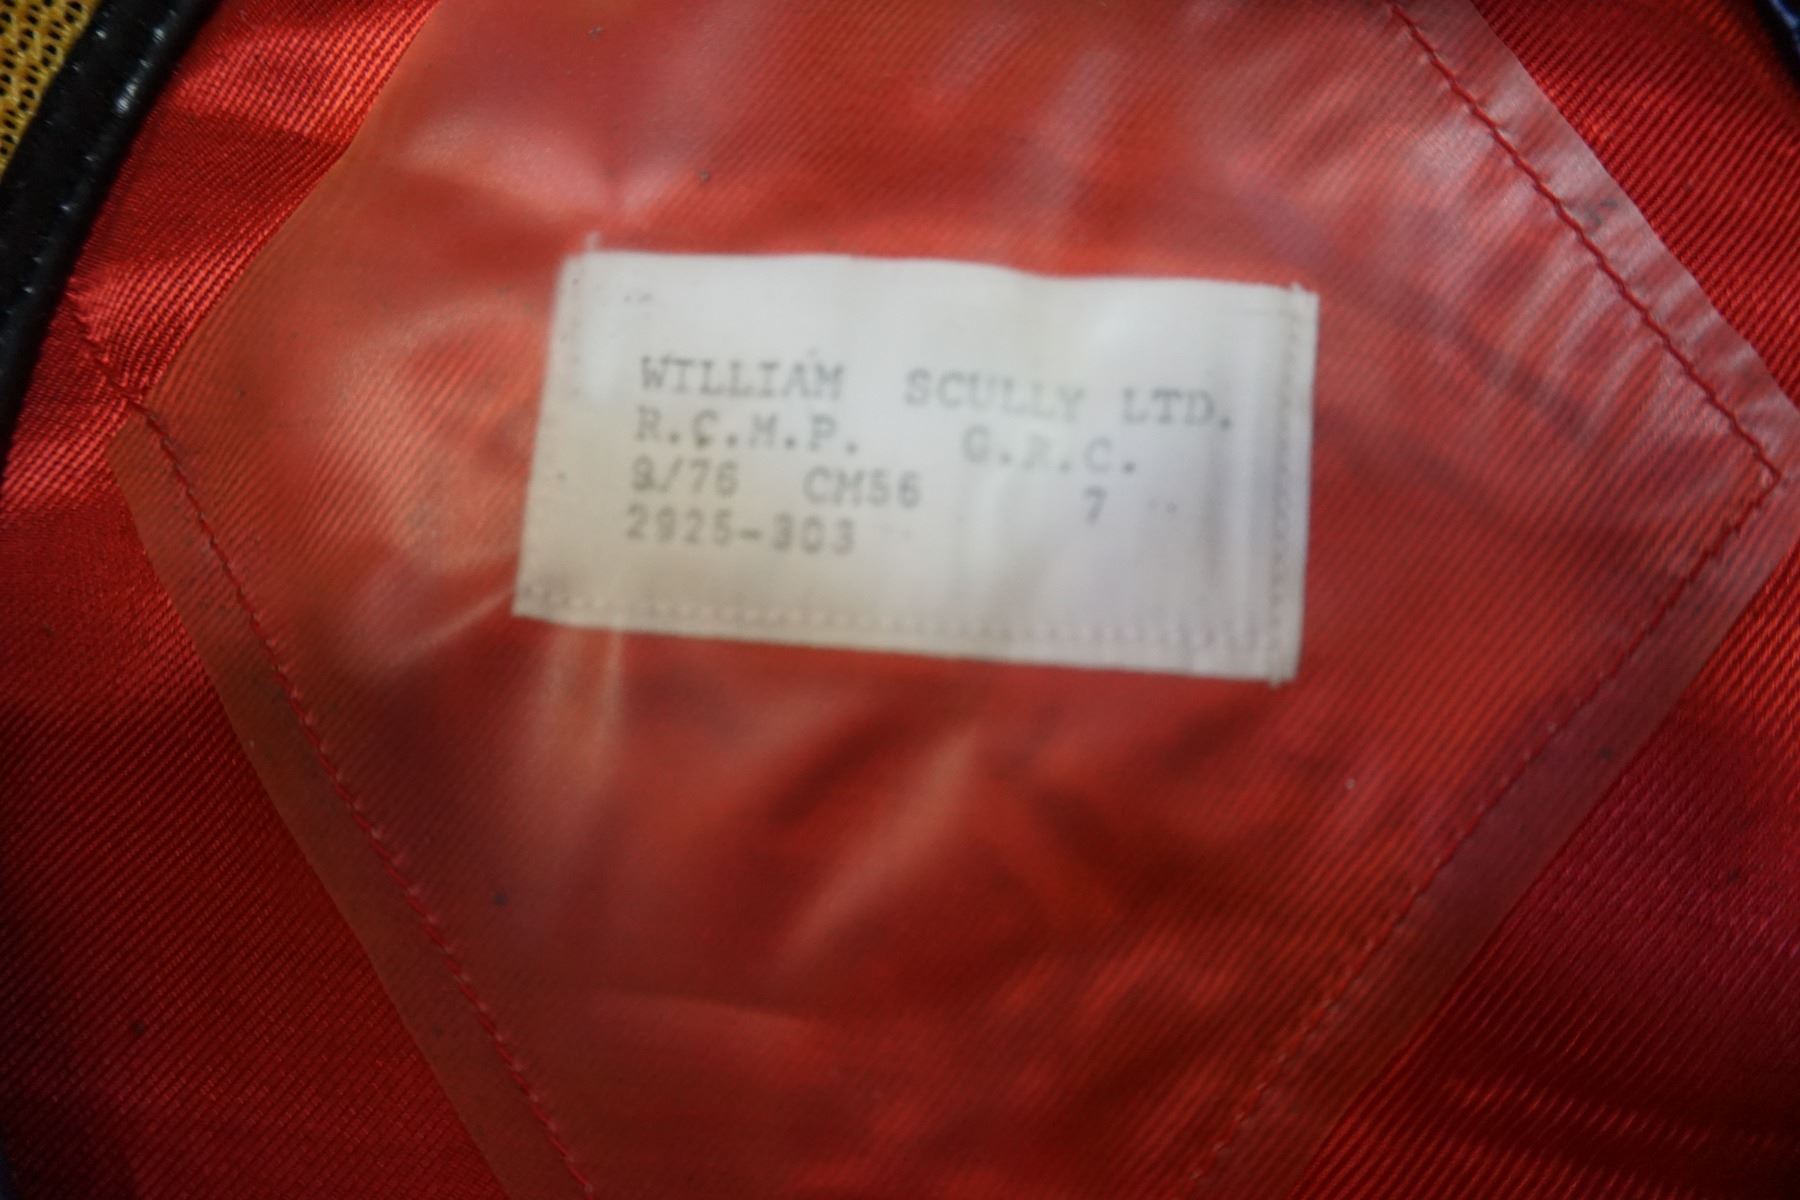 WILLIAM SCULLY LTD.
R.C.M.P. G.R.C.
9/76 CM56 7
2925-303